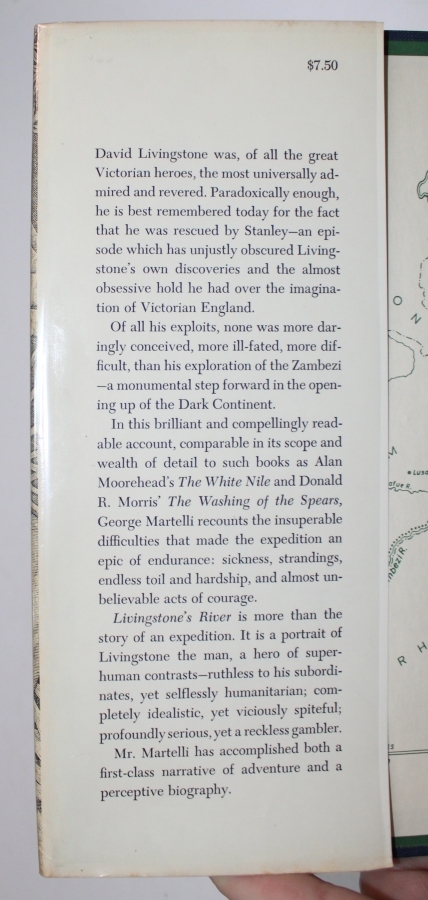 $7.50
David Livingstone was, of all the great
Victorian heroes, the most universally ad-
mired and revered. Paradoxically enough,
he is best remembered today for the fact
that he was rescued by Stanley—an epi-
sode which has unjustly obscured Living-
stone's own discoveries and the almost
obsessive hold he had over the imagina-
tion of Victorian England.
Of all his exploits, none was more dar-
ingly conceived, more ill-fated, more dif-
ficult, than his exploration of the Zambezi
—a monumental step forward in the open-
ing up of the Dark Continent.
In this brilliant and compellingly read-
able account, comparable in its scope and
wealth of detail to such books as Alan
Moorehead's The White Nile and Donald
R. Morris' The Washing of the Spears,
George Martelli recounts the insuperable
difficulties that made the expedition an
epic of endurance: sickness, strandings,
endless toil and hardship, and almost un-
believable acts of courage.
Livingstone's River is more than the
story of an expedition. It is a portrait of
Livingstone the man, a hero of super-
human contrasts—ruthless to his subordi-
nates, yet selflessly humanitarian; com-
pletely idealistic, yet viciously spiteful;
profoundly serious, yet a reckless gambler.
Mr. Martelli has accomplished both a
first-class narrative of adventure and a
perceptive biography.
O
N
M
R H